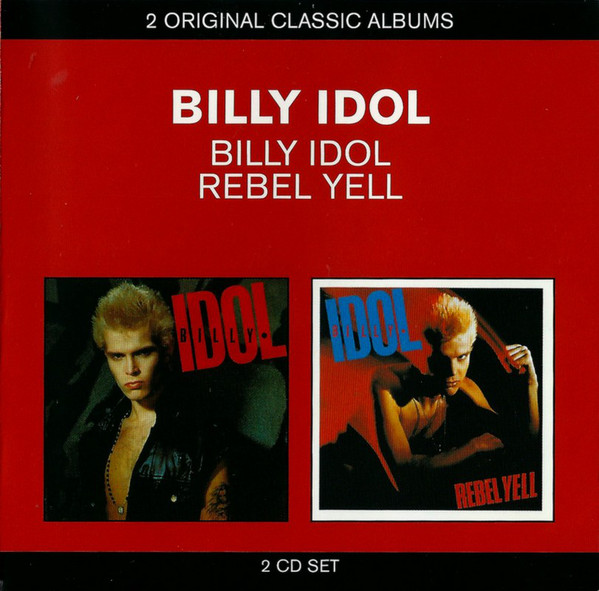 2 ORIGINAL CLASSIC ALBUMS
BILLY IDOL
BILLY IDOL
REBEL YELL
IDOL
BILLY
IDOL
BILLY
REBEL YELL
2 CD SET